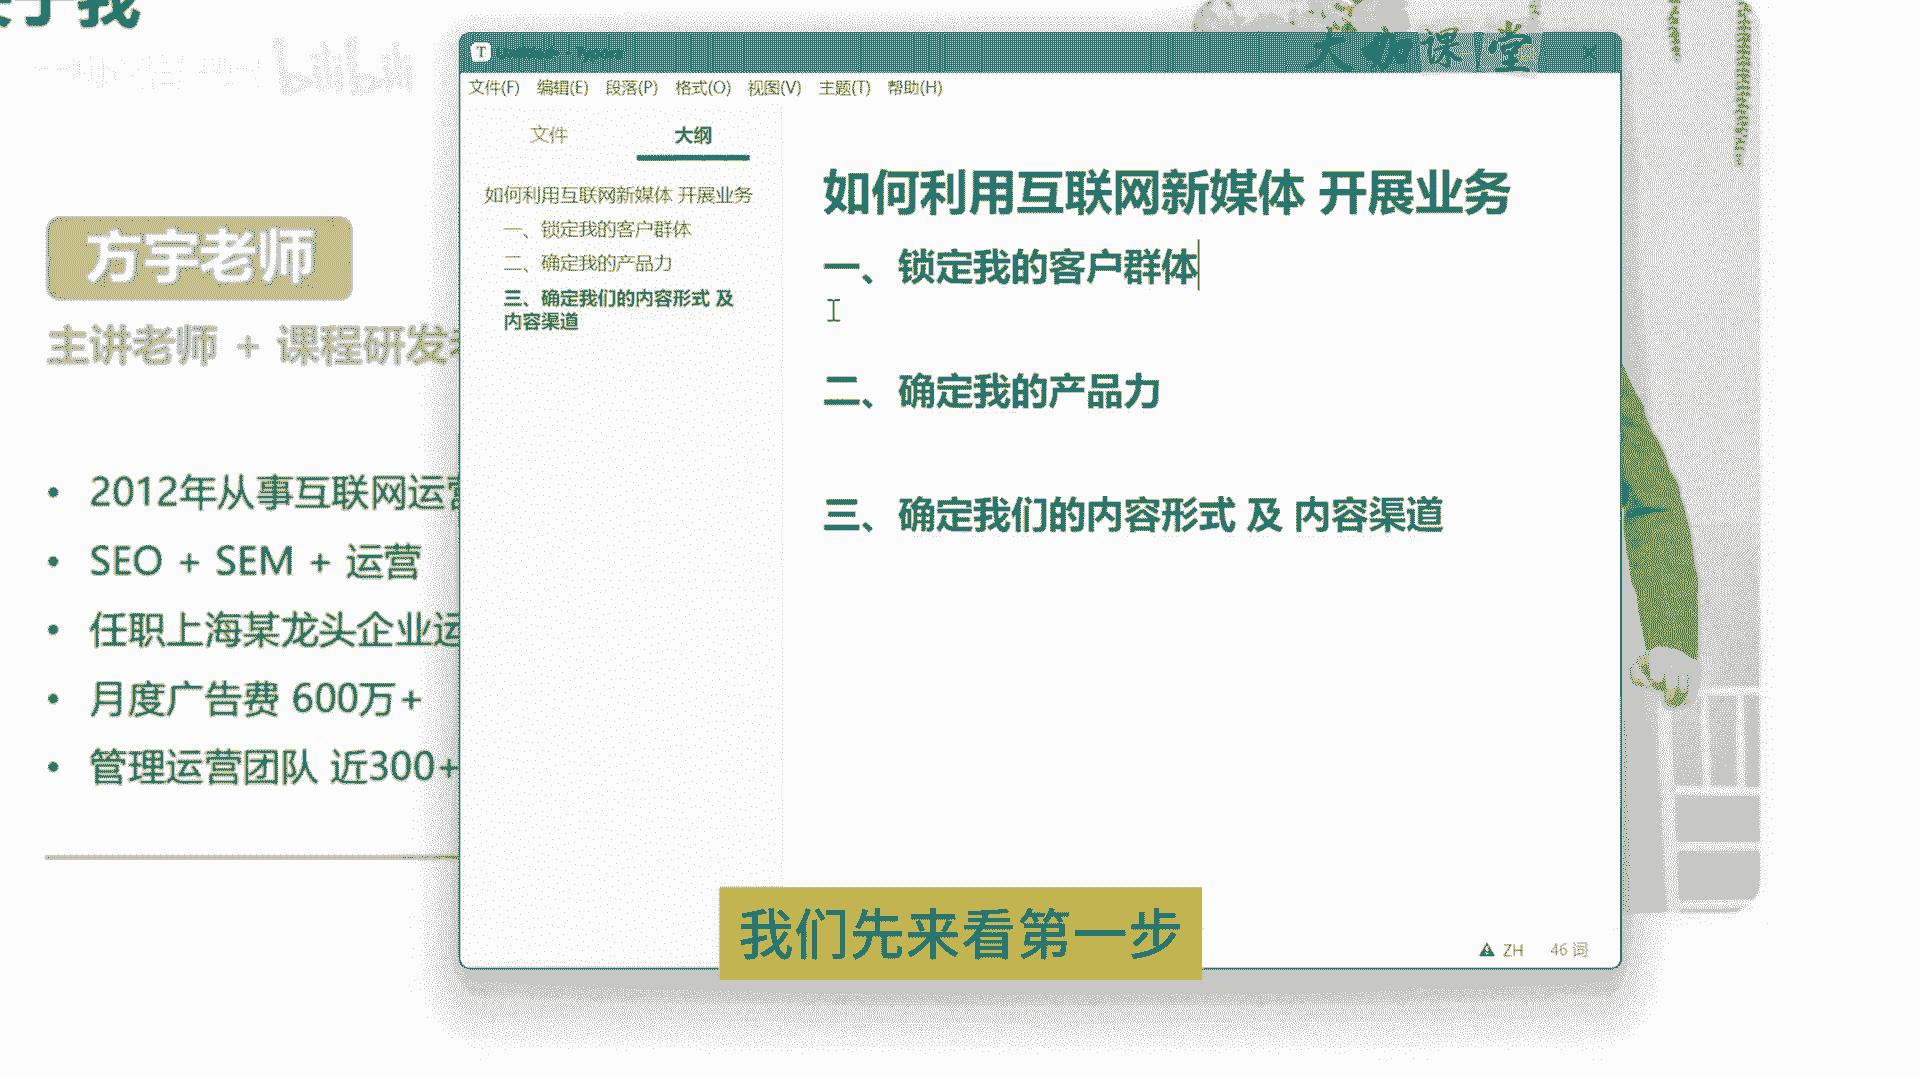 大咖课堂
文件(F) 编辑(E) 段落(P) 格式(O) 视图(V) 主题(T) 帮助(H)
文件 大纲
如何利用互联网新媒体 开展业务
一、锁定我的客户群体
二、确定我的产品力
三、确定我们的内容形式 及
内容渠道
如何利用互联网新媒体 开展业务
一、锁定我的客户群体
二、确定我的产品力
三、确定我们的内容形式 及 内容渠道
ZH 46 词
方宇老师
主讲老师 + 课程研发
• 2012年从事互联网运营
• SEO + SEM + 运营
• 任职上海某龙头企业运
• 月度广告费 600万+
• 管理运营团队 近300+
我们先来看第一步
bilibili